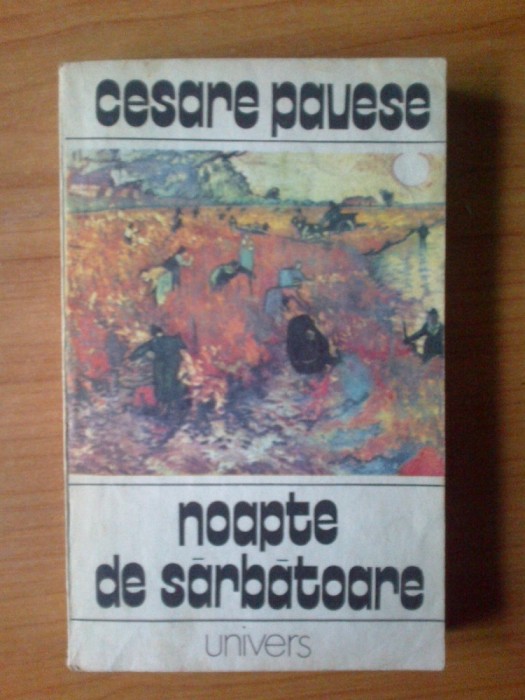 cesare pavese
noapte
de sărbătoare
univers